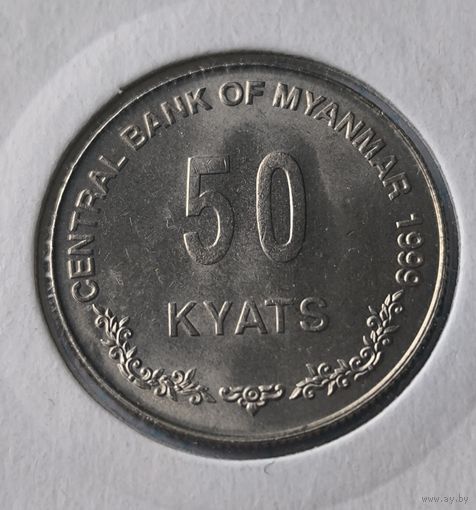 CENTRAL BANK OF MYANMAR 1999
50
KYATS
www.ay.by